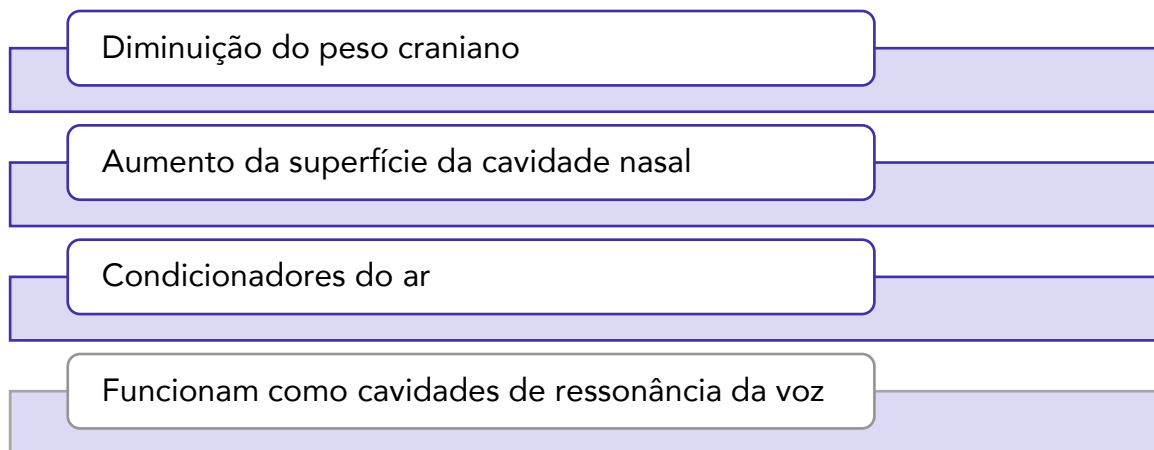 Diminuição do peso craniano
Aumento da superfície da cavidade nasal
Condicionadores do ar
Funcionam como cavidades de ressonância da voz